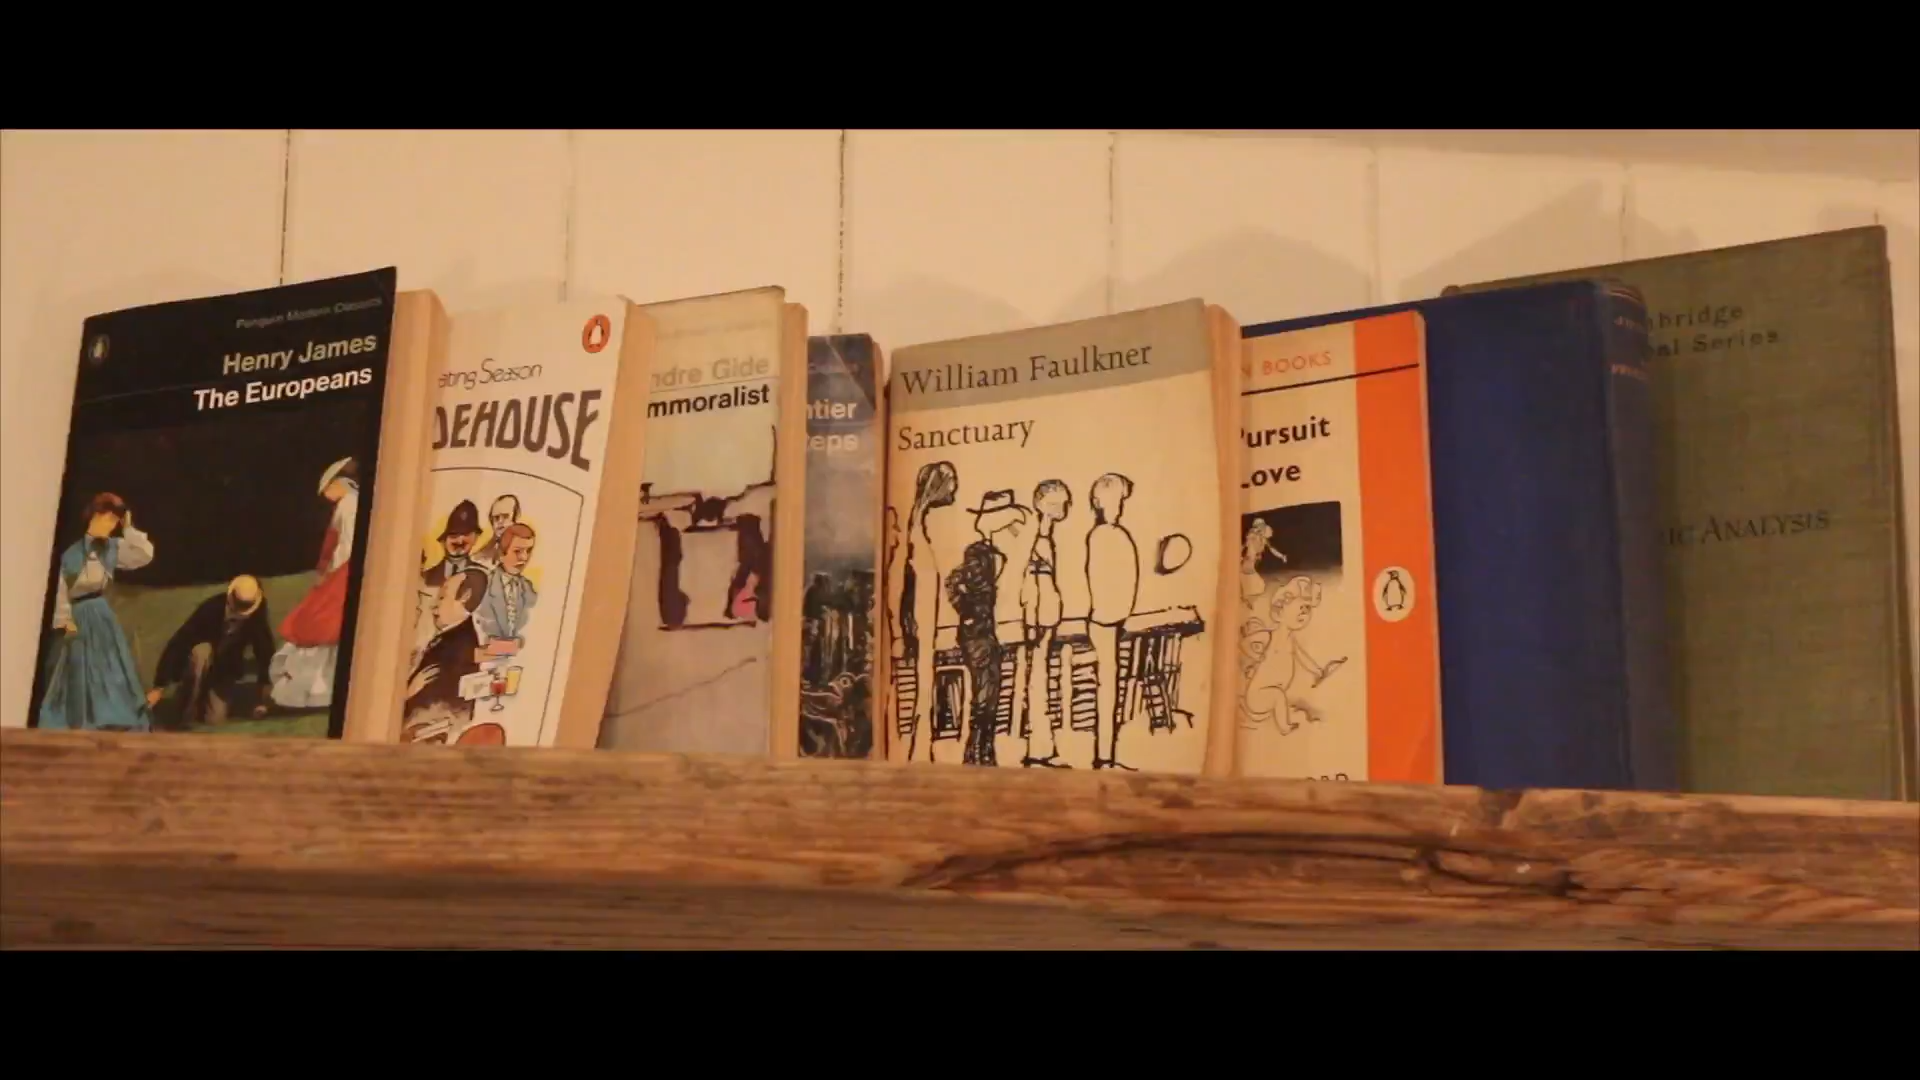 Penguin Modern Classics
Henry James
The Europeans
ating Season
DEHOUSE
ndre Gide
mmoralist
ntier
eps
William Faulkner
Sanctuary
N BOOKS
Pursuit
Love
bridge
al Series
IC ANALYSIS